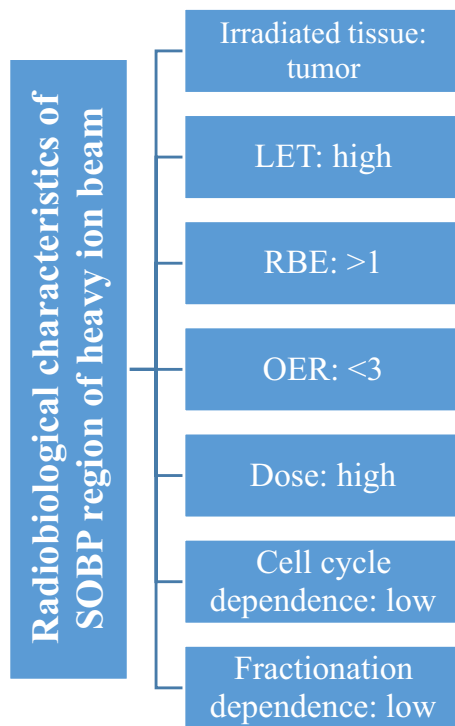 Radiobiological characteristics of
SOBP region of heavy ion beam
Irradiated tissue:
tumor
LET: high
RBE: >1
OER: <3
Dose: high
Cell cycle
dependence: low
Fractionation
dependence: low